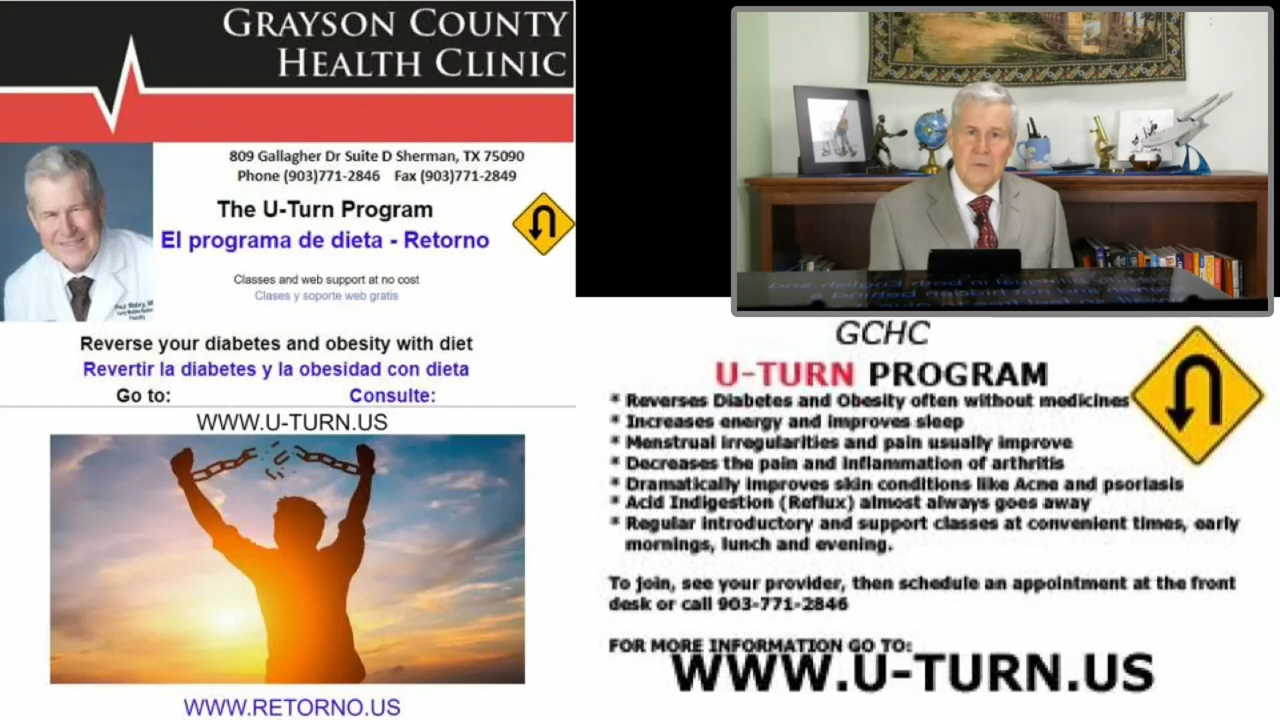 GRAYSON COUNTY
HEALTH CLINIC
809 Gallagher Dr Suite D Sherman, TX 75090
Phone (903)771-2846 Fax (903)771-2849
The U-Turn Program
El programa de dieta - Retorno
Classes and web support at no cost
Clases y soporte web gratis
Reverse your diabetes and obesity with diet
Revertir la diabetes y la obesidad con dieta
Go to: Consulte:
WWW.U-TURN.US
WWW.RETORNO.US
GCHC
U-TURN PROGRAM
* Reverses Diabetes and Obesity often without medicines
* Increases energy and improves sleep
* Menstrual irregularities and pain usually improve
* Decreases the pain and inflammation of arthritis
* Dramatically improves skin conditions like Acne and psoriasis
* Acid Indigestion (Reflux) almost always goes away
* Regular introductory and support classes at convenient times, early
mornings, lunch and evening.
To join, see your provider, then schedule an appointment at the front
desk or call 903-771-2846
FOR MORE INFORMATION GO TO:
WWW.U-TURN.US